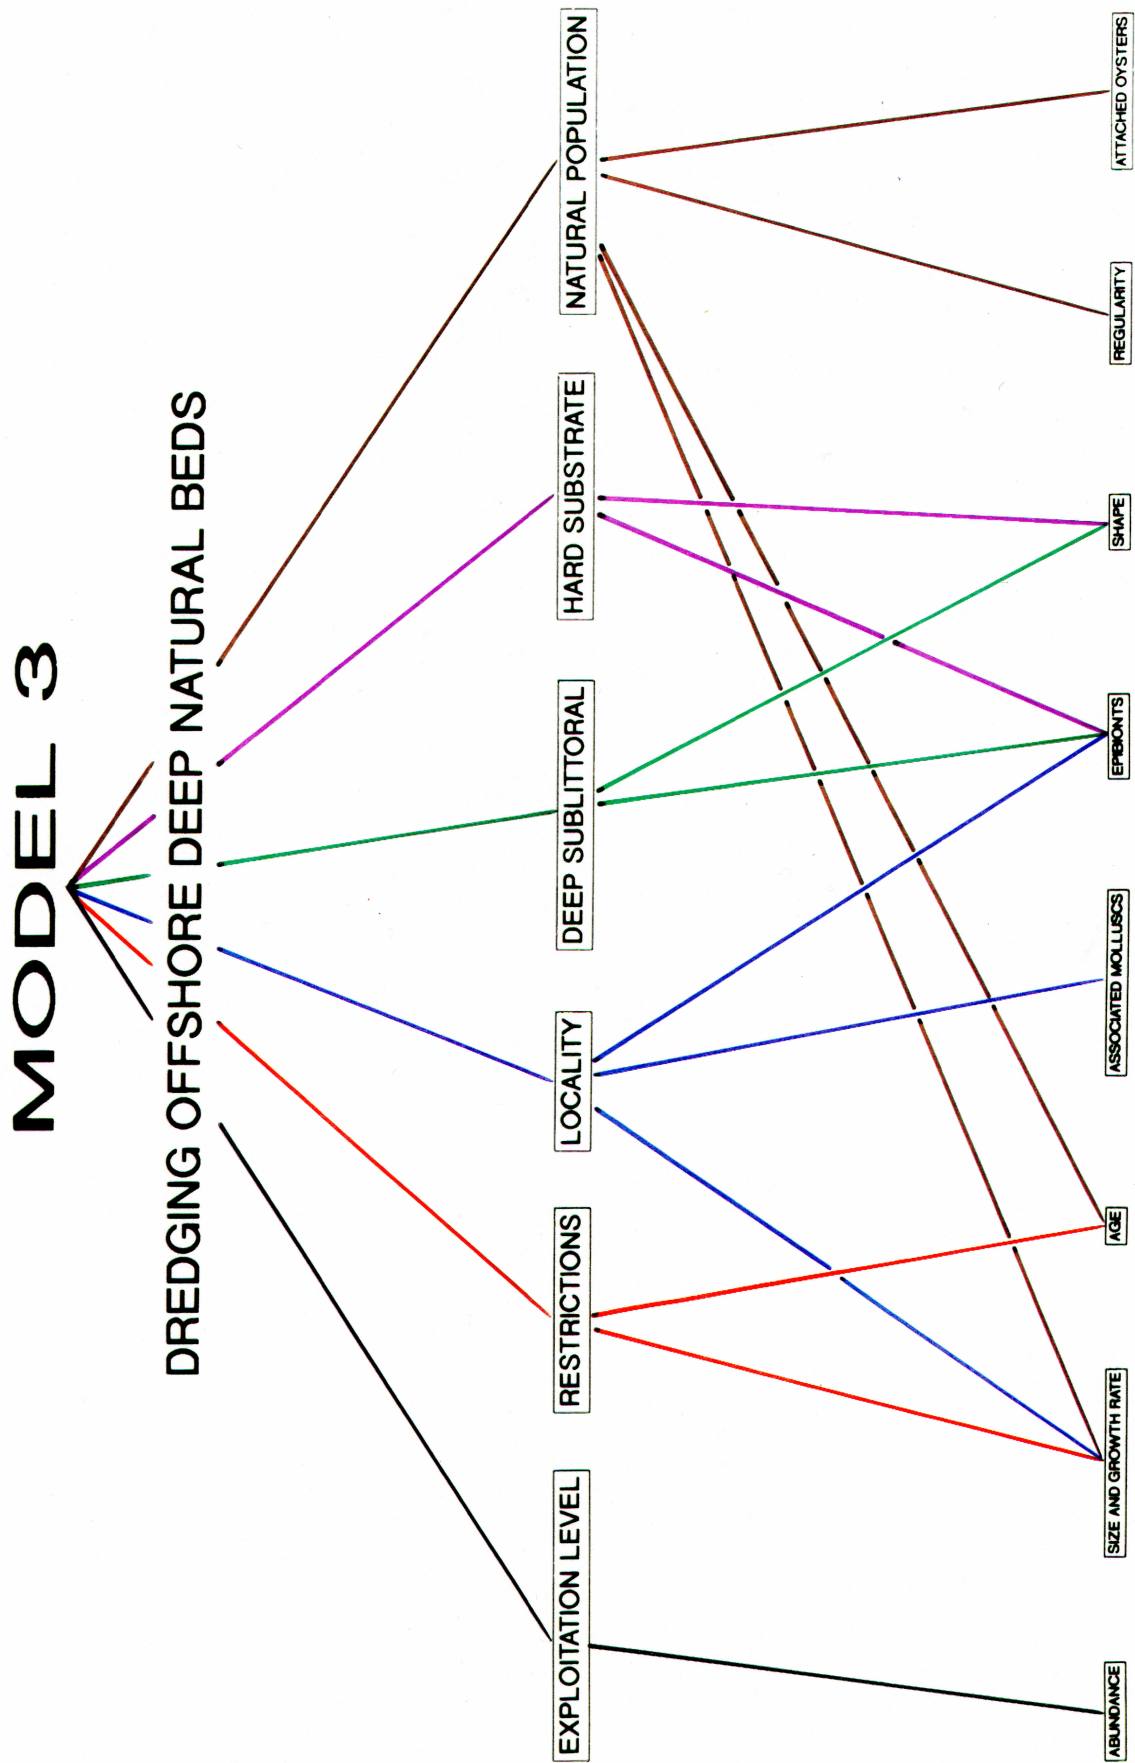 MODEL 3
DREDGING OFFSHORE DEEP NATURAL BEDS
EXPLOITATION LEVEL
RESTRICTIONS
LOCALITY
DEEP SUBLITTORAL
HARD SUBSTRATE
NATURAL POPULATION
ABUNDANCE
SIZE AND GROWTH RATE
AGE
ASSOCIATED MOLLUSCS
EPIBIONTS
SHAPE
REGULARITY
ATTACHED OYSTERS